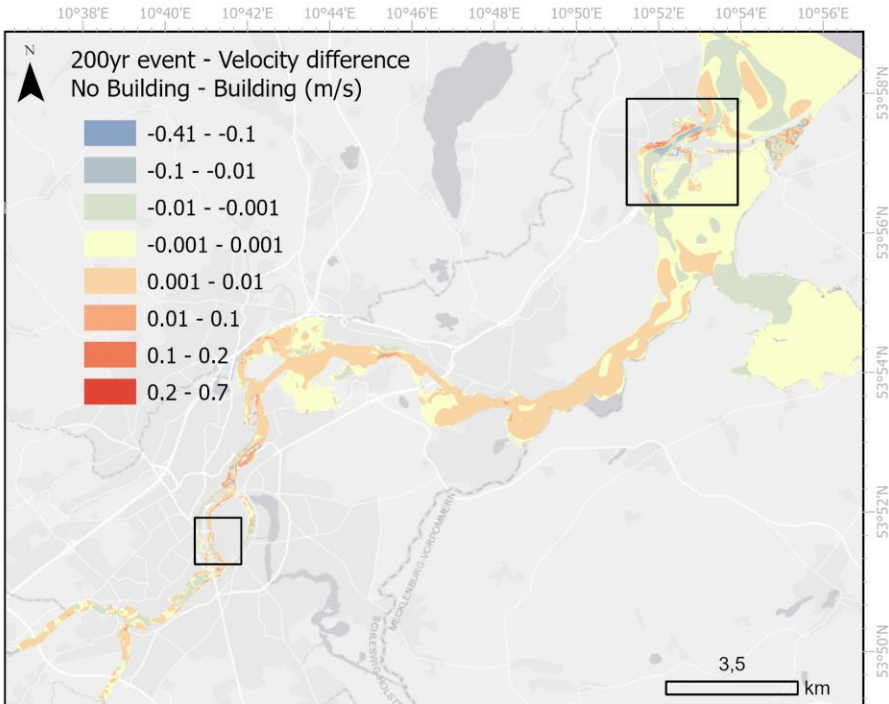 10°38'E 10°40'E 10°42'E 10°44'E 10°46'E 10°48'E 10°50'E 10°52'E 10°54'E 10°56'E
N
200yr event - Velocity difference
No Building - Building (m/s)
-0.41 - -0.1
-0.1 - -0.01
-0.01 - -0.001
-0.001 - 0.001
0.001 - 0.01
0.01 - 0.1
0.1 - 0.2
0.2 - 0.7
53°58'N
53°56'N
53°54'N
53°52'N
53°50'N
MECKLENBURG-VORPOMMERN
SCHLESWIG-HOLST
3,5
km